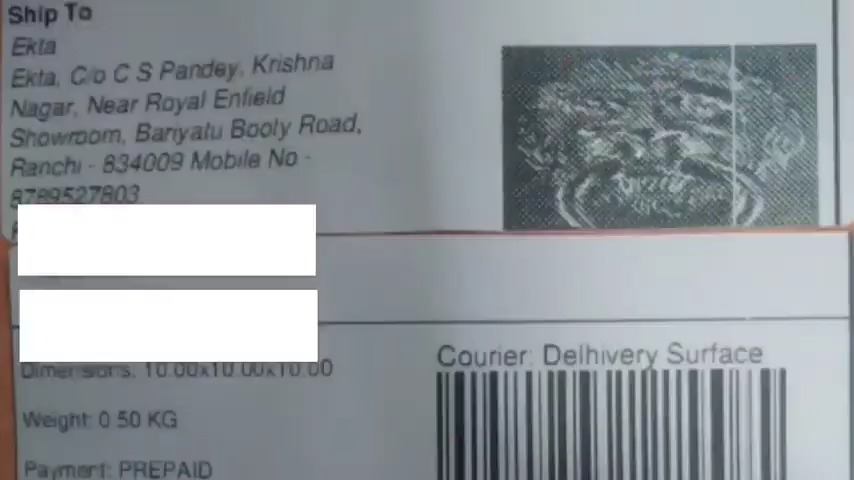 Ship To
Ekta
Ekta, C/o C S Pandey, Krishna
Nagar, Near Royal Enfield
Showroom, Bariyatu Booty Road,
Ranchi - 834009 Mobile No -
8789527803
Courier: Delhivery Surface
Dimensions: 10.00x10.00x10.00
Weight: 0.50 KG
Payment: PREPAID